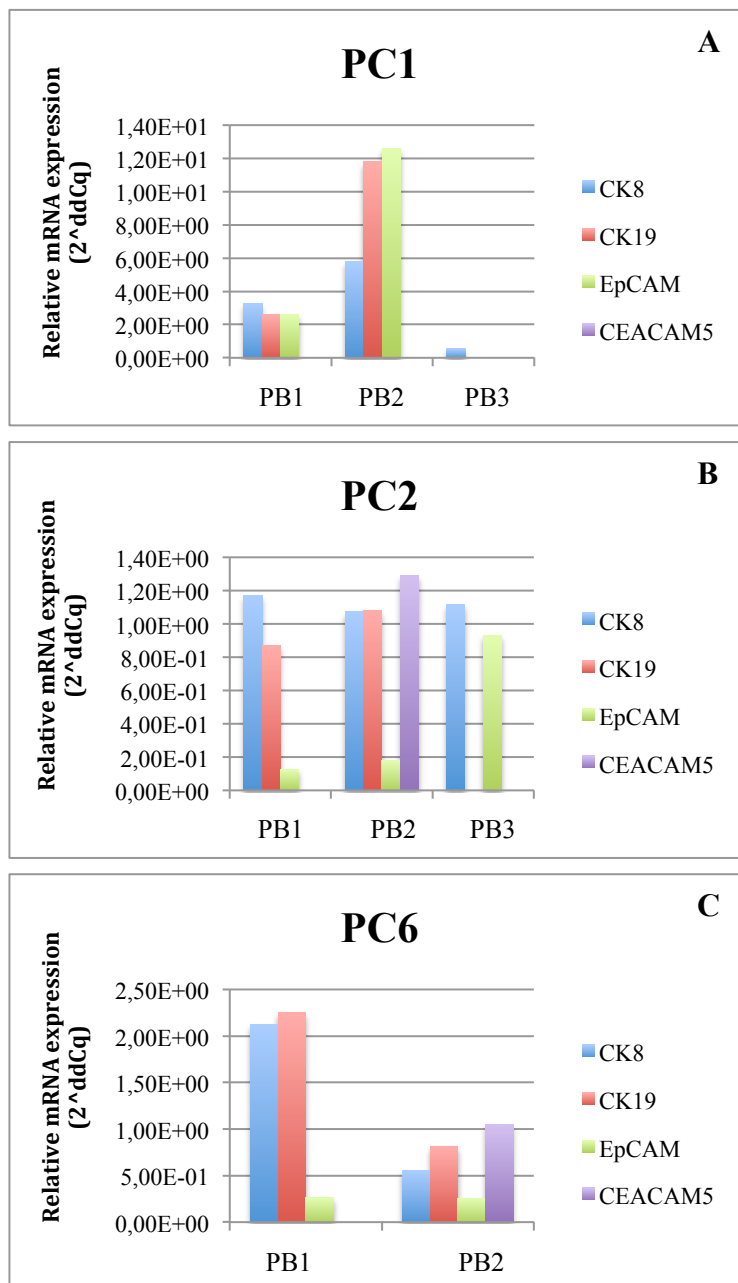 A
PC1
Relative mRNA expression
(2^ddCq)
1,40E+01
1,20E+01
1,00E+01
8,00E+00
6,00E+00
4,00E+00
2,00E+00
0,00E+00
PB1
PB2
PB3
CK8
CK19
EpCAM
CEACAM5
B
PC2
Relative mRNA expression
(2^ddCq)
1,40E+00
1,20E+00
1,00E+00
8,00E-01
6,00E-01
4,00E-01
2,00E-01
0,00E+00
PB1
PB2
PB3
CK8
CK19
EpCAM
CEACAM5
C
PC6
Relative mRNA expression
(2^ddCq)
2,50E+00
2,00E+00
1,50E+00
1,00E+00
5,00E-01
0,00E+00
PB1
PB2
CK8
CK19
EpCAM
CEACAM5